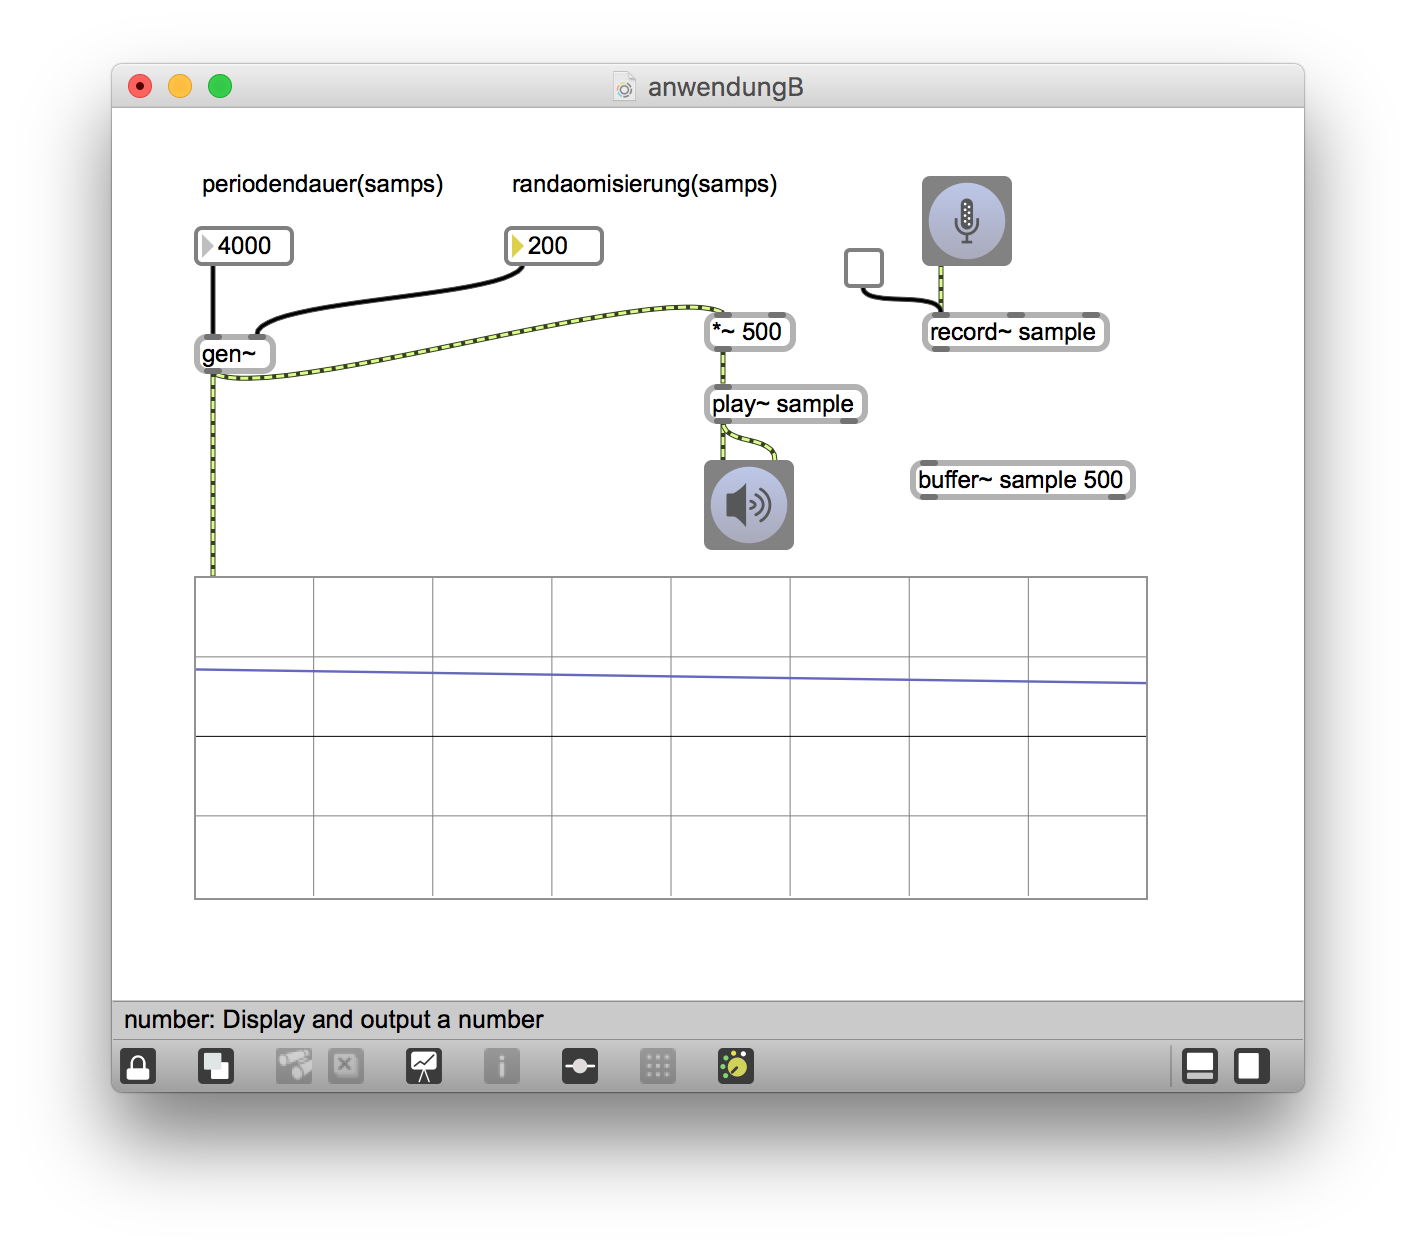 anwendungB
periodendauer(samps)
randaomisierung(samps)
4000
200
gen~
*~ 500
record~ sample
play~ sample
buffer~ sample 500
number: Display and output a number